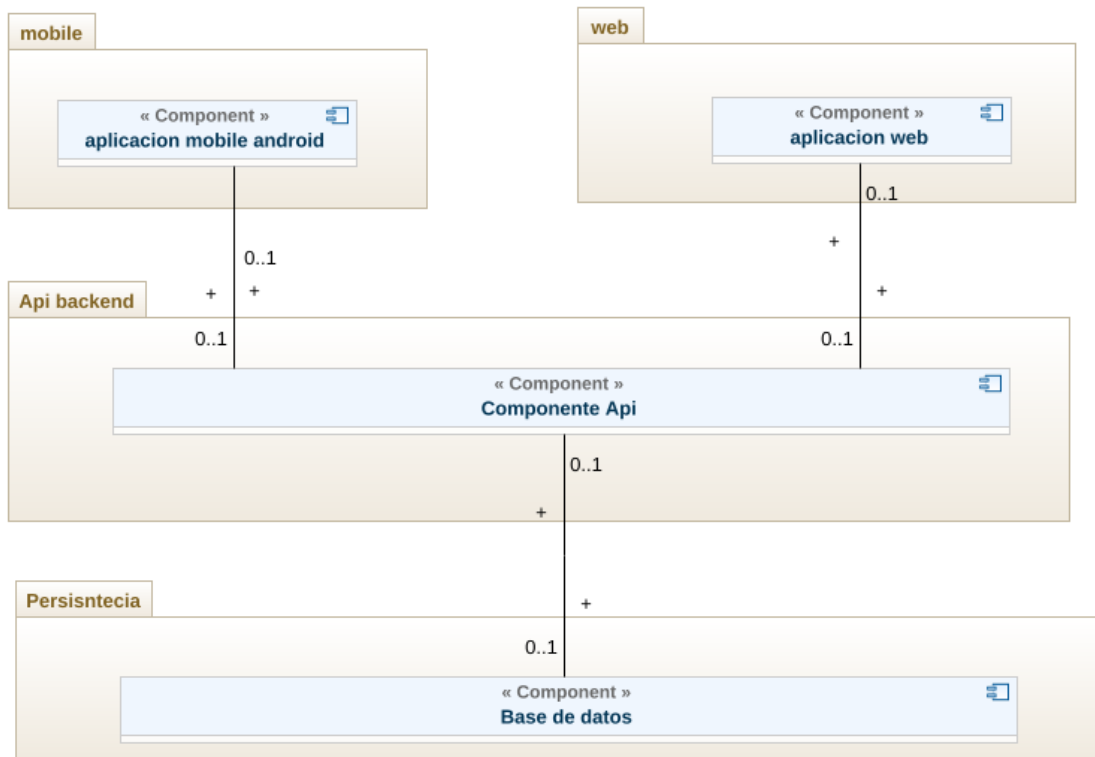 mobile
web
« Component »
aplicacion mobile android
« Component »
aplicacion web
0..1
+
0..1
+ +
+
Api backend
0..1
0..1
« Component »
Componente Api
0..1
+
Persisntecia
+
0..1
« Component »
Base de datos